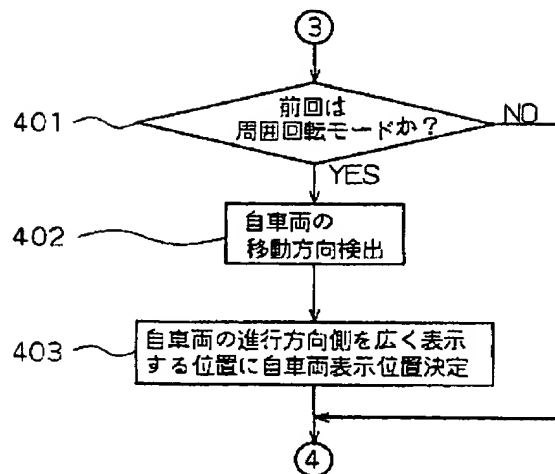 ③
401
前回は
周囲回転モードか？
NO
YES
402
自車両の
移動方向検出
403
自車両の進行方向側を広く表示
する位置に自車両表示位置決定
④